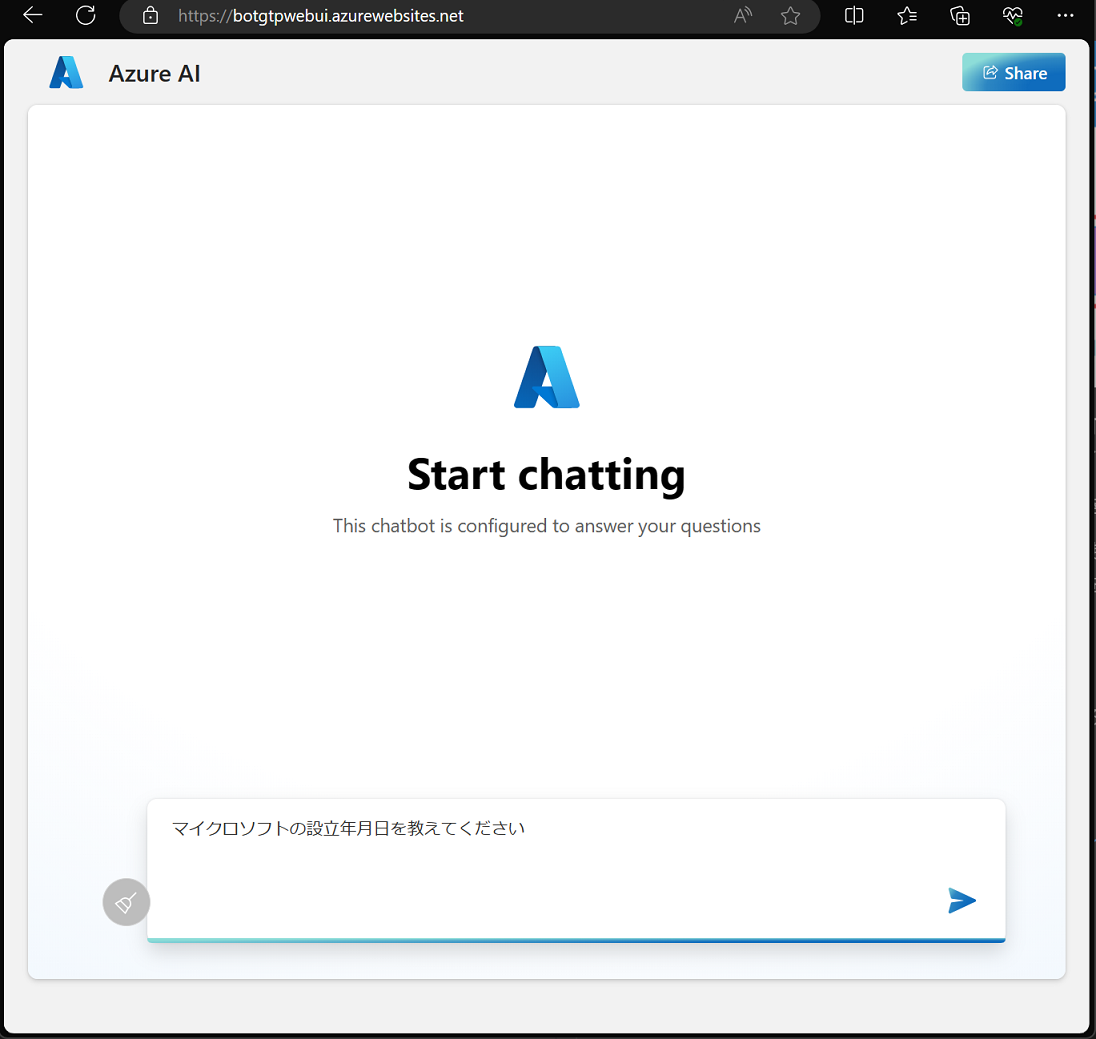 https://botgtpwebui.azurewebsites.net
Azure AI
Share
Start chatting
This chatbot is configured to answer your questions
マイクロソフトの設立年月日を教えてください